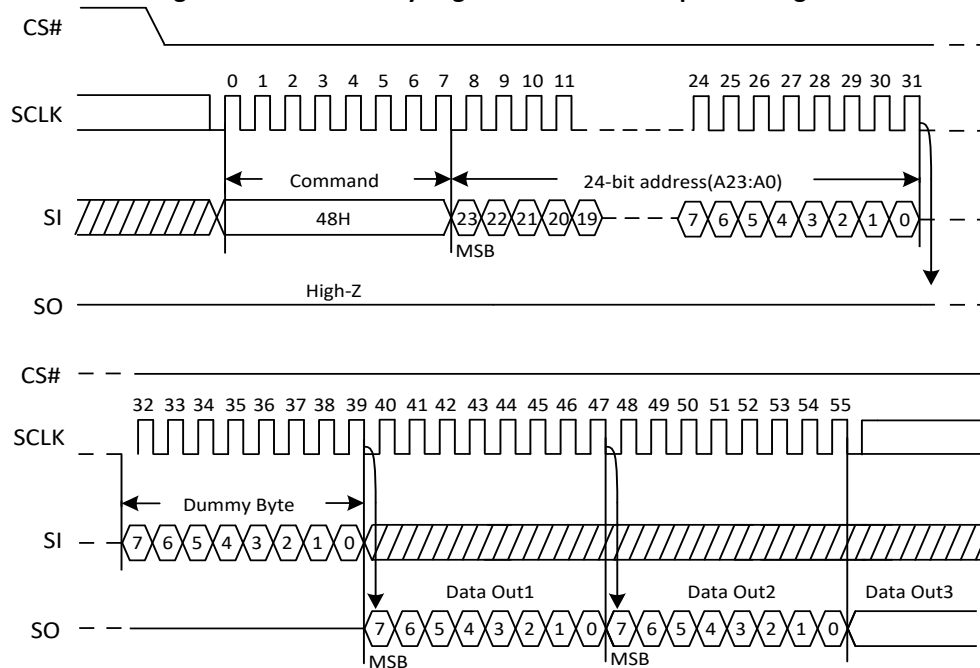 CS#
0 1 2 3 4 5 6 7 8 9 10 11 24 25 26 27 28 29 30 31
SCLK
Command 24-bit address(A23:A0)
SI 48H 23 22 21 20 19 7 6 5 4 3 2 1 0
MSB
High-Z
SO
CS#
32 33 34 35 36 37 38 39 40 41 42 43 44 45 46 47 48 49 50 51 52 53 54 55
SCLK
Dummy Byte
SI 7 6 5 4 3 2 1 0
Data Out1 Data Out2 Data Out3
SO 7 6 5 4 3 2 1 0 7 6 5 4 3 2 1 0
MSB MSB